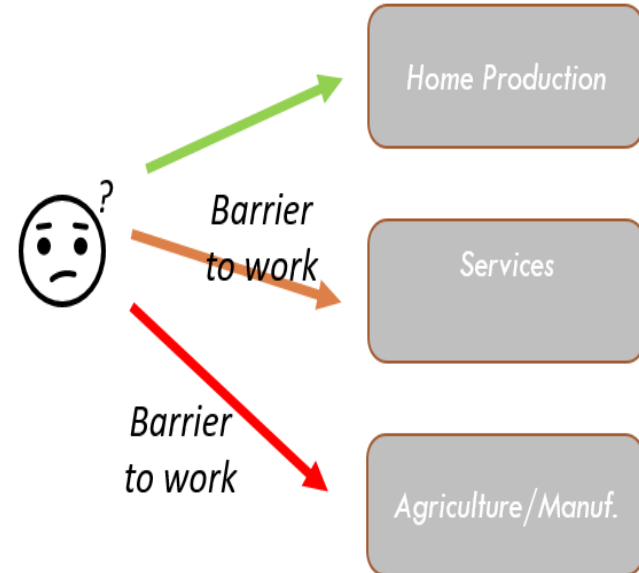 Home Production
?
Barrier
to work
Services
Barrier
to work
Agriculture/Manuf.